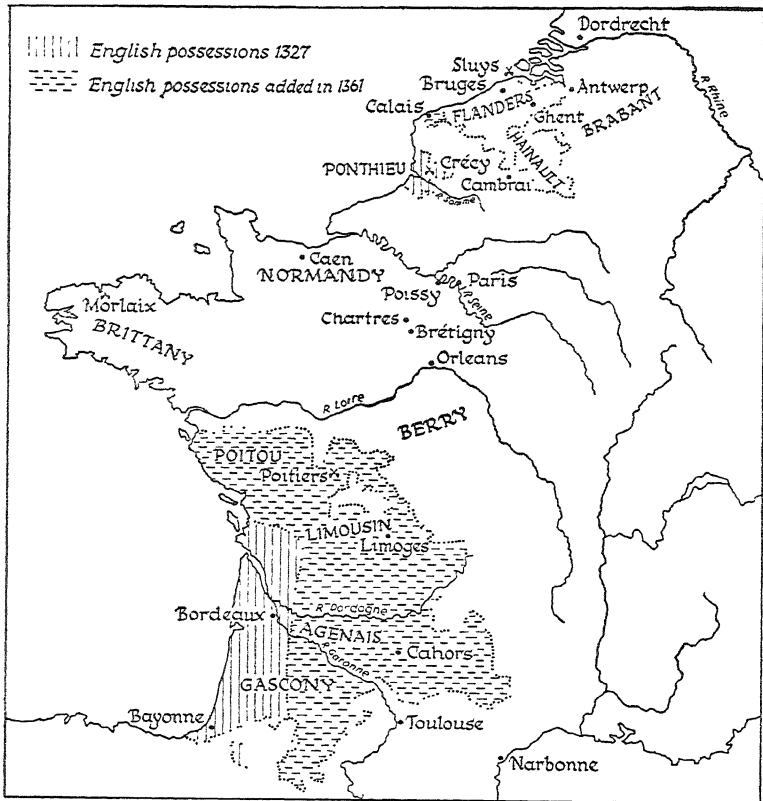 English possessions 1327
English possessions added in 1361
Dordrecht
Sluys
Bruges
Antwerp
R Rhine
Calais
FLANDERS
Ghent
BRABANT
HAINAULT
PONTHIEU
Crécy
Cambrai
R Somme
Caen
NORMANDY
Paris
Poissy
R Seine
Morlaix
BRITTANY
Chartres
Brétigny
Orleans
R Loire
BERRY
POITOU
Poitiers
LIMOUSIN
Limoges
R Dordogne
Bordeaux
AGENAIS
R Garonne
Cahors
GASCONY
Bayonne
Toulouse
Narbonne